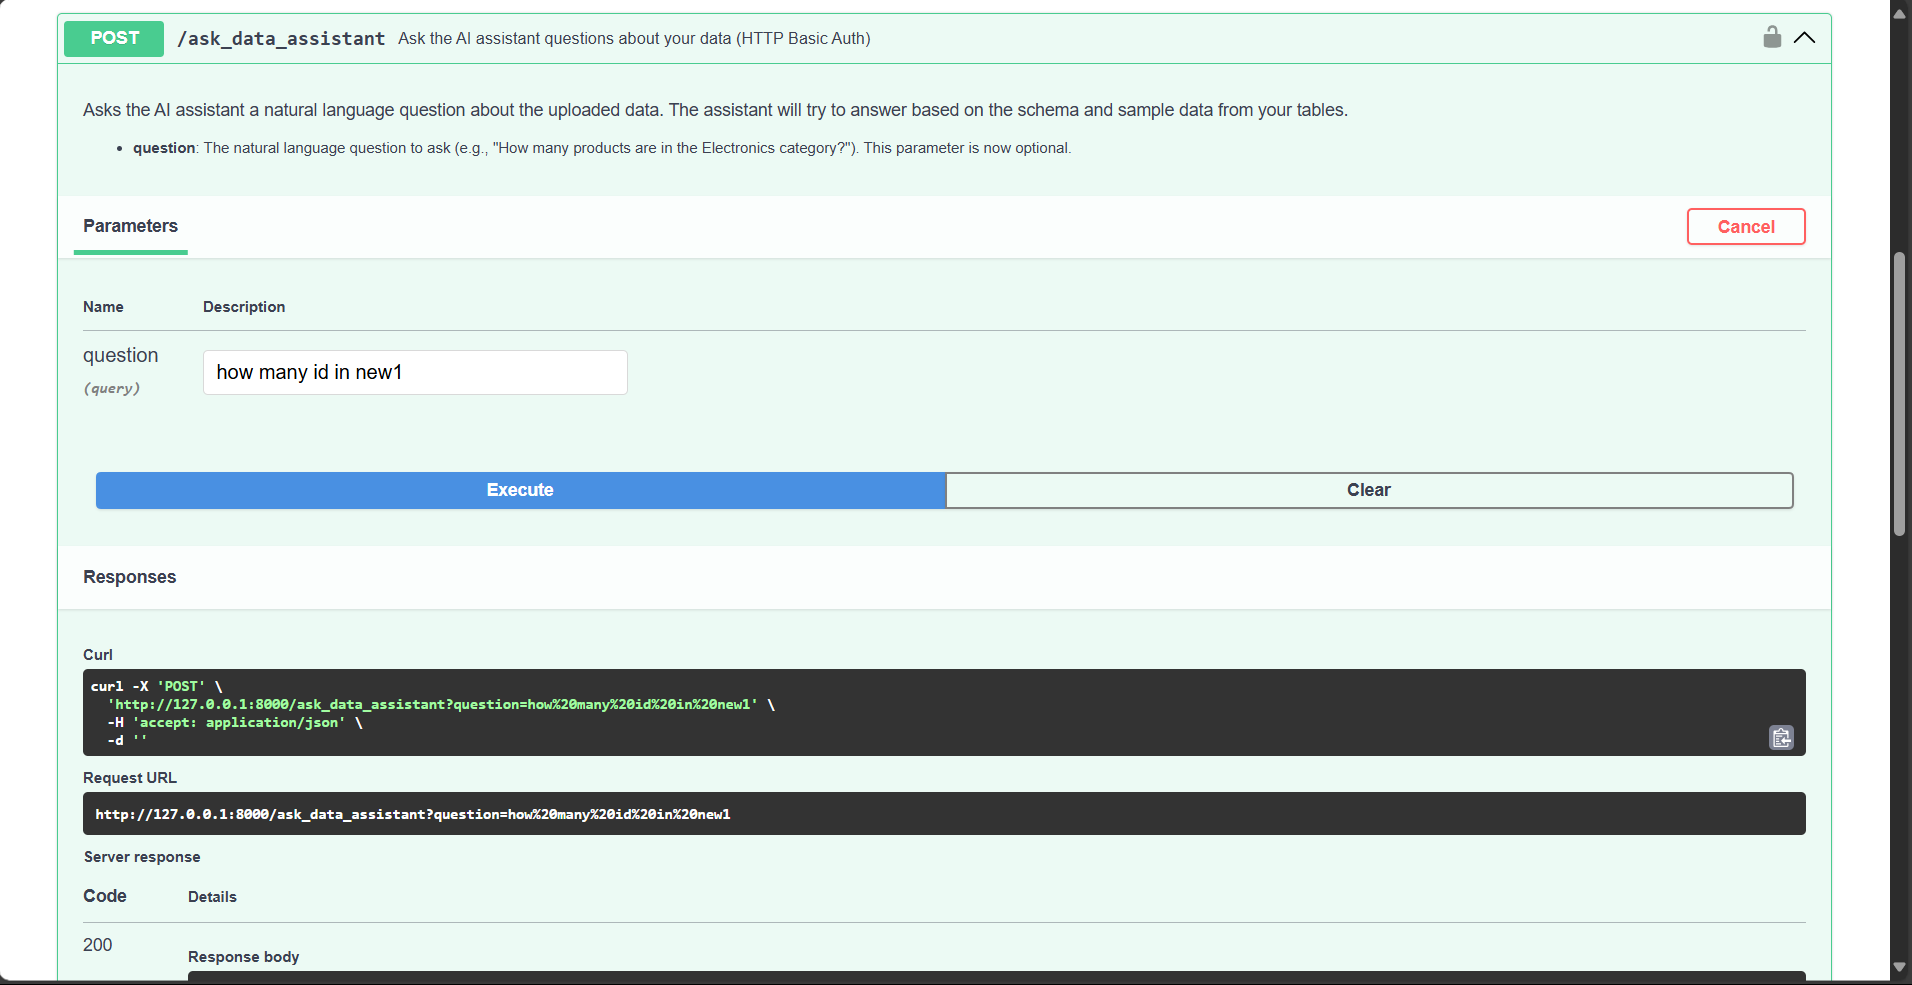 POST /ask_data_assistant Ask the AI assistant questions about your data (HTTP Basic Auth)
Asks the AI assistant a natural language question about the uploaded data. The assistant will try to answer based on the schema and sample data from your tables.
• question: The natural language question to ask (e.g., "How many products are in the Electronics category?"). This parameter is now optional.
Parameters
Cancel
Name Description
question
(query)
how many id in new1
Execute Clear
Responses
Curl
curl -X 'POST' \
'http://127.0.0.1:8000/ask_data_assistant?question=how%20many%20id%20in%20new1' \
-H 'accept: application/json' \
-d ''
Request URL
http://127.0.0.1:8000/ask_data_assistant?question=how%20many%20id%20in%20new1
Server response
Code Details
200
Response body